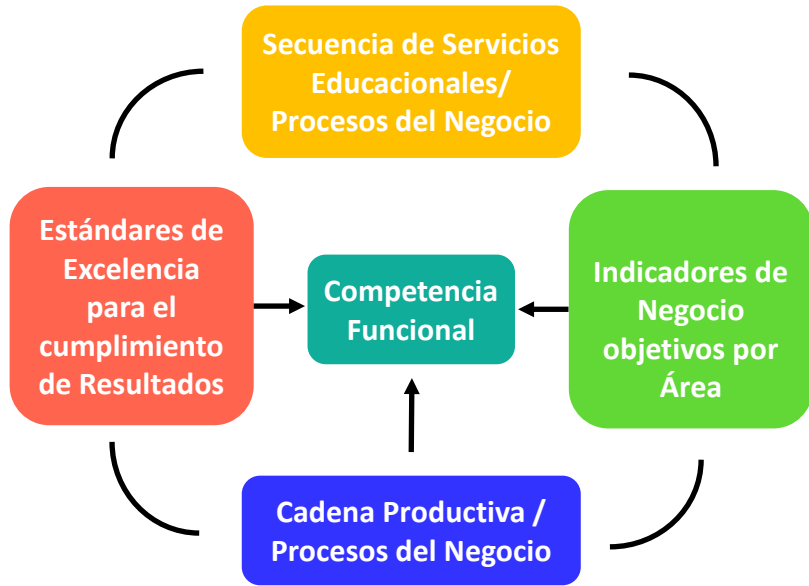 Secuencia de Servicios
Educacionales/
Procesos del Negocio
Estándares de
Excelencia
para el
cumplimiento
de Resultados
Competencia
Funcional
Indicadores de
Negocio
objetivos por
Área
Cadena Productiva /
Procesos del Negocio